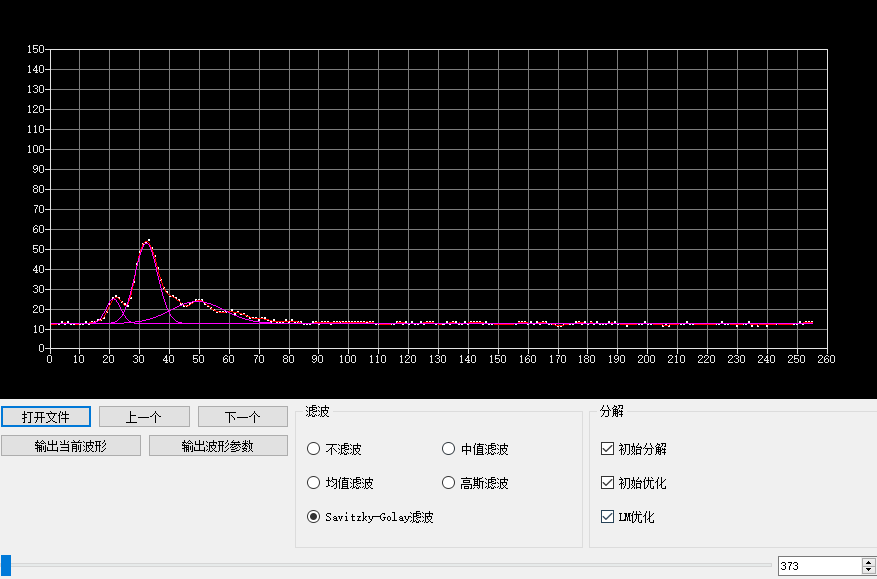 150
140
130
120
110
100
90
80
70
60
50
40
30
20
10
0
0 10 20 30 40 50 60 70 80 90 100 110 120 130 140 150 160 170 180 190 200 210 220 230 240 250 260
打开文件 上一个 下一个
输出当前波形 输出波形参数
滤波
不滤波 中值滤波
均值滤波 高斯滤波
Savitzky-Golay滤波
分解
初始分解
初始优化
LM优化
373